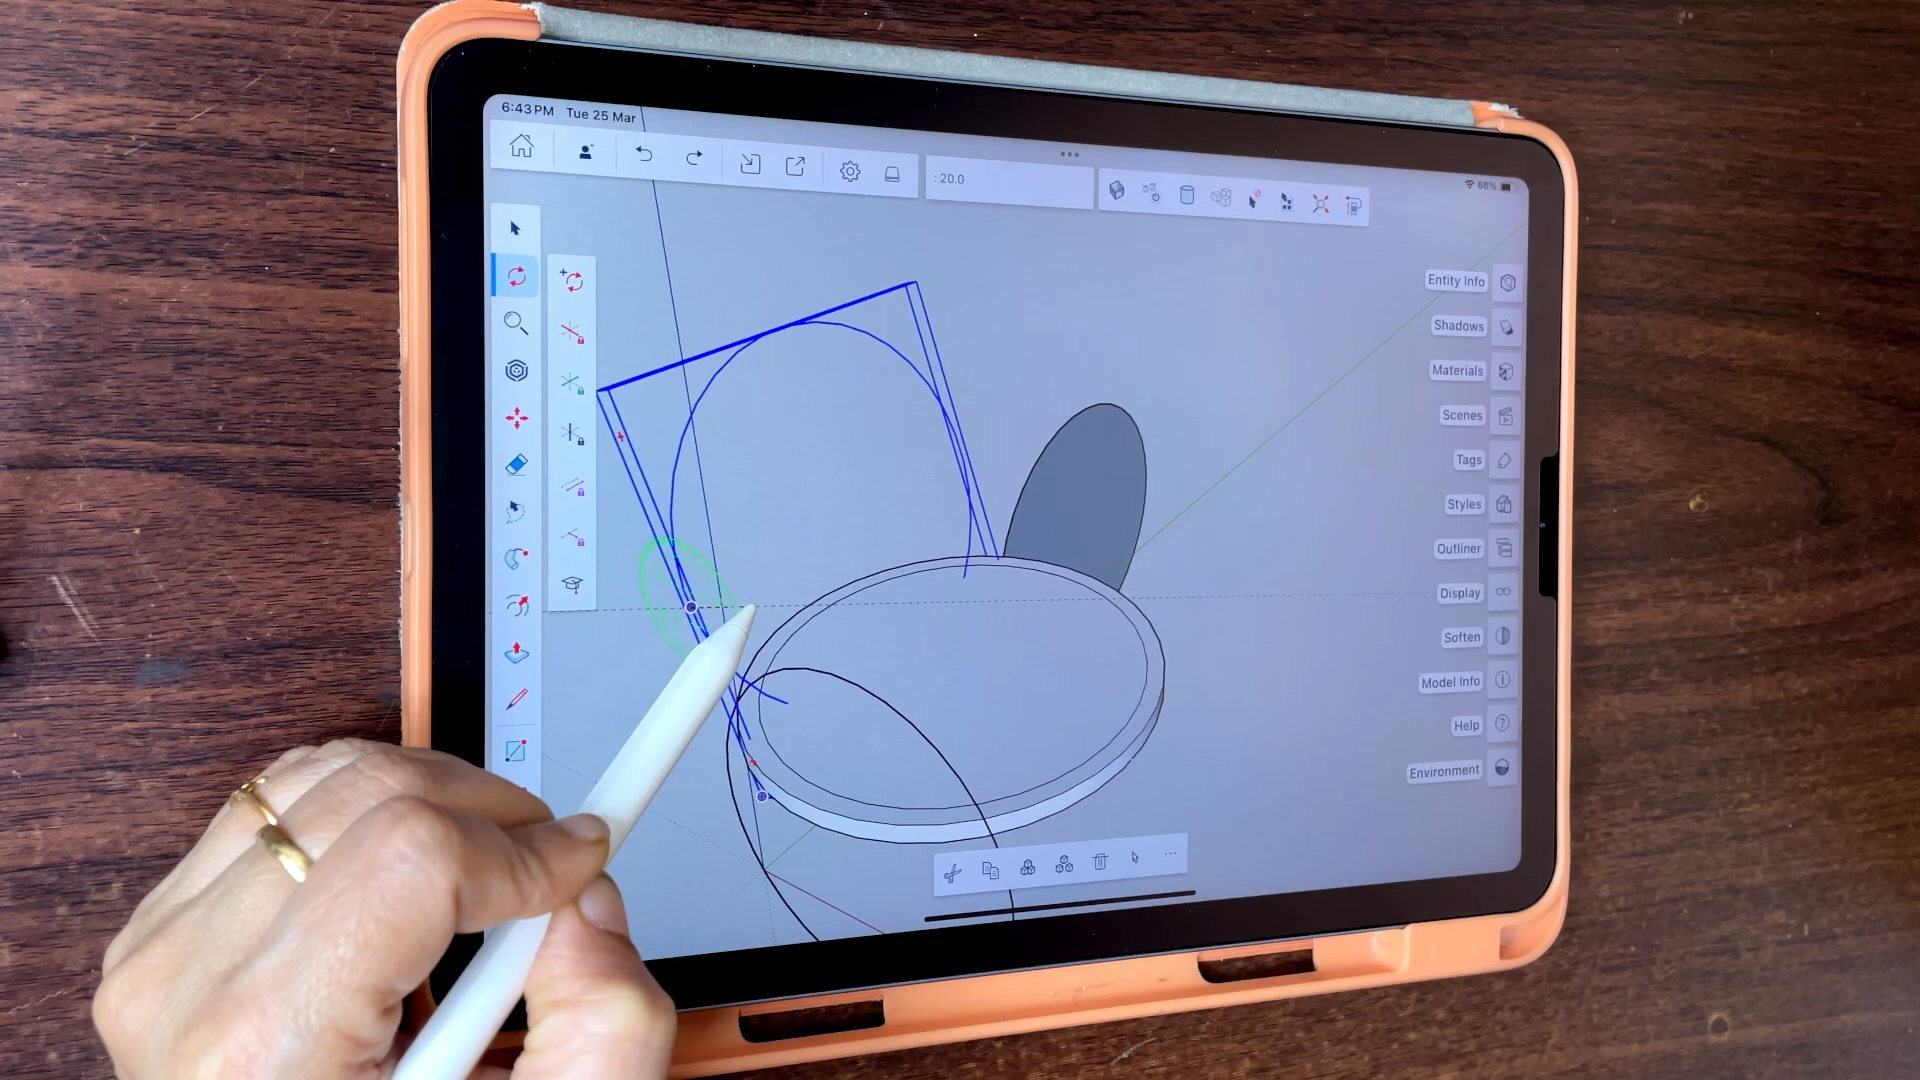 6:43 PM Tue 25 Mar
66%
: 20.0
Entity Info
Shadows
Materials
Scenes
Tags
Styles
Outliner
Display
Soften
Model Info
Help
Environment